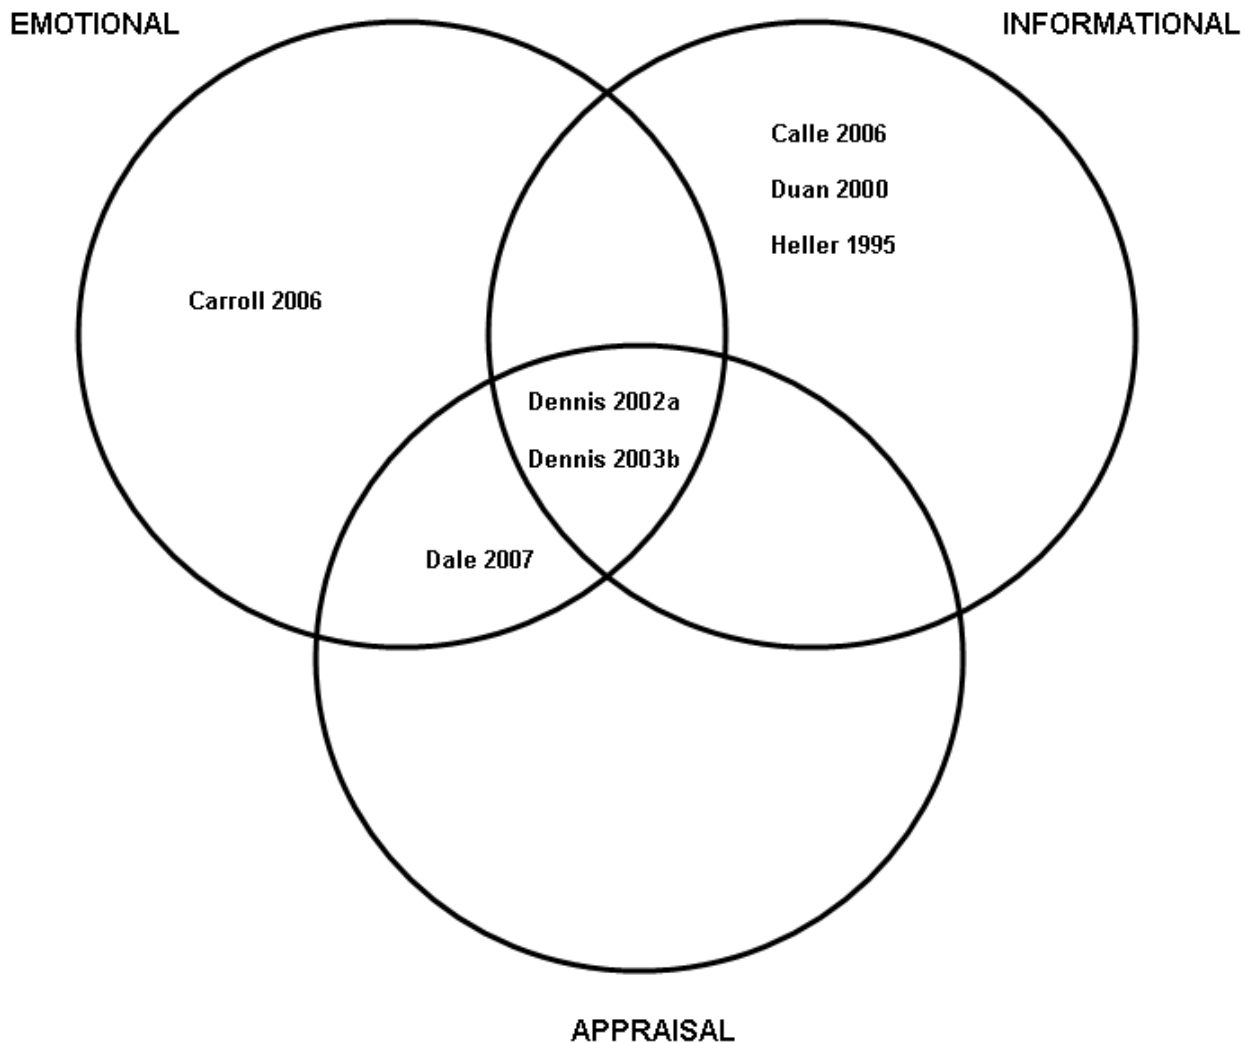 EMOTIONAL
INFORMATIONAL
Calle 2006
Duan 2000
Heller 1995
Carroll 2006
Dennis 2002a
Dennis 2003b
Dale 2007
APPRAISAL